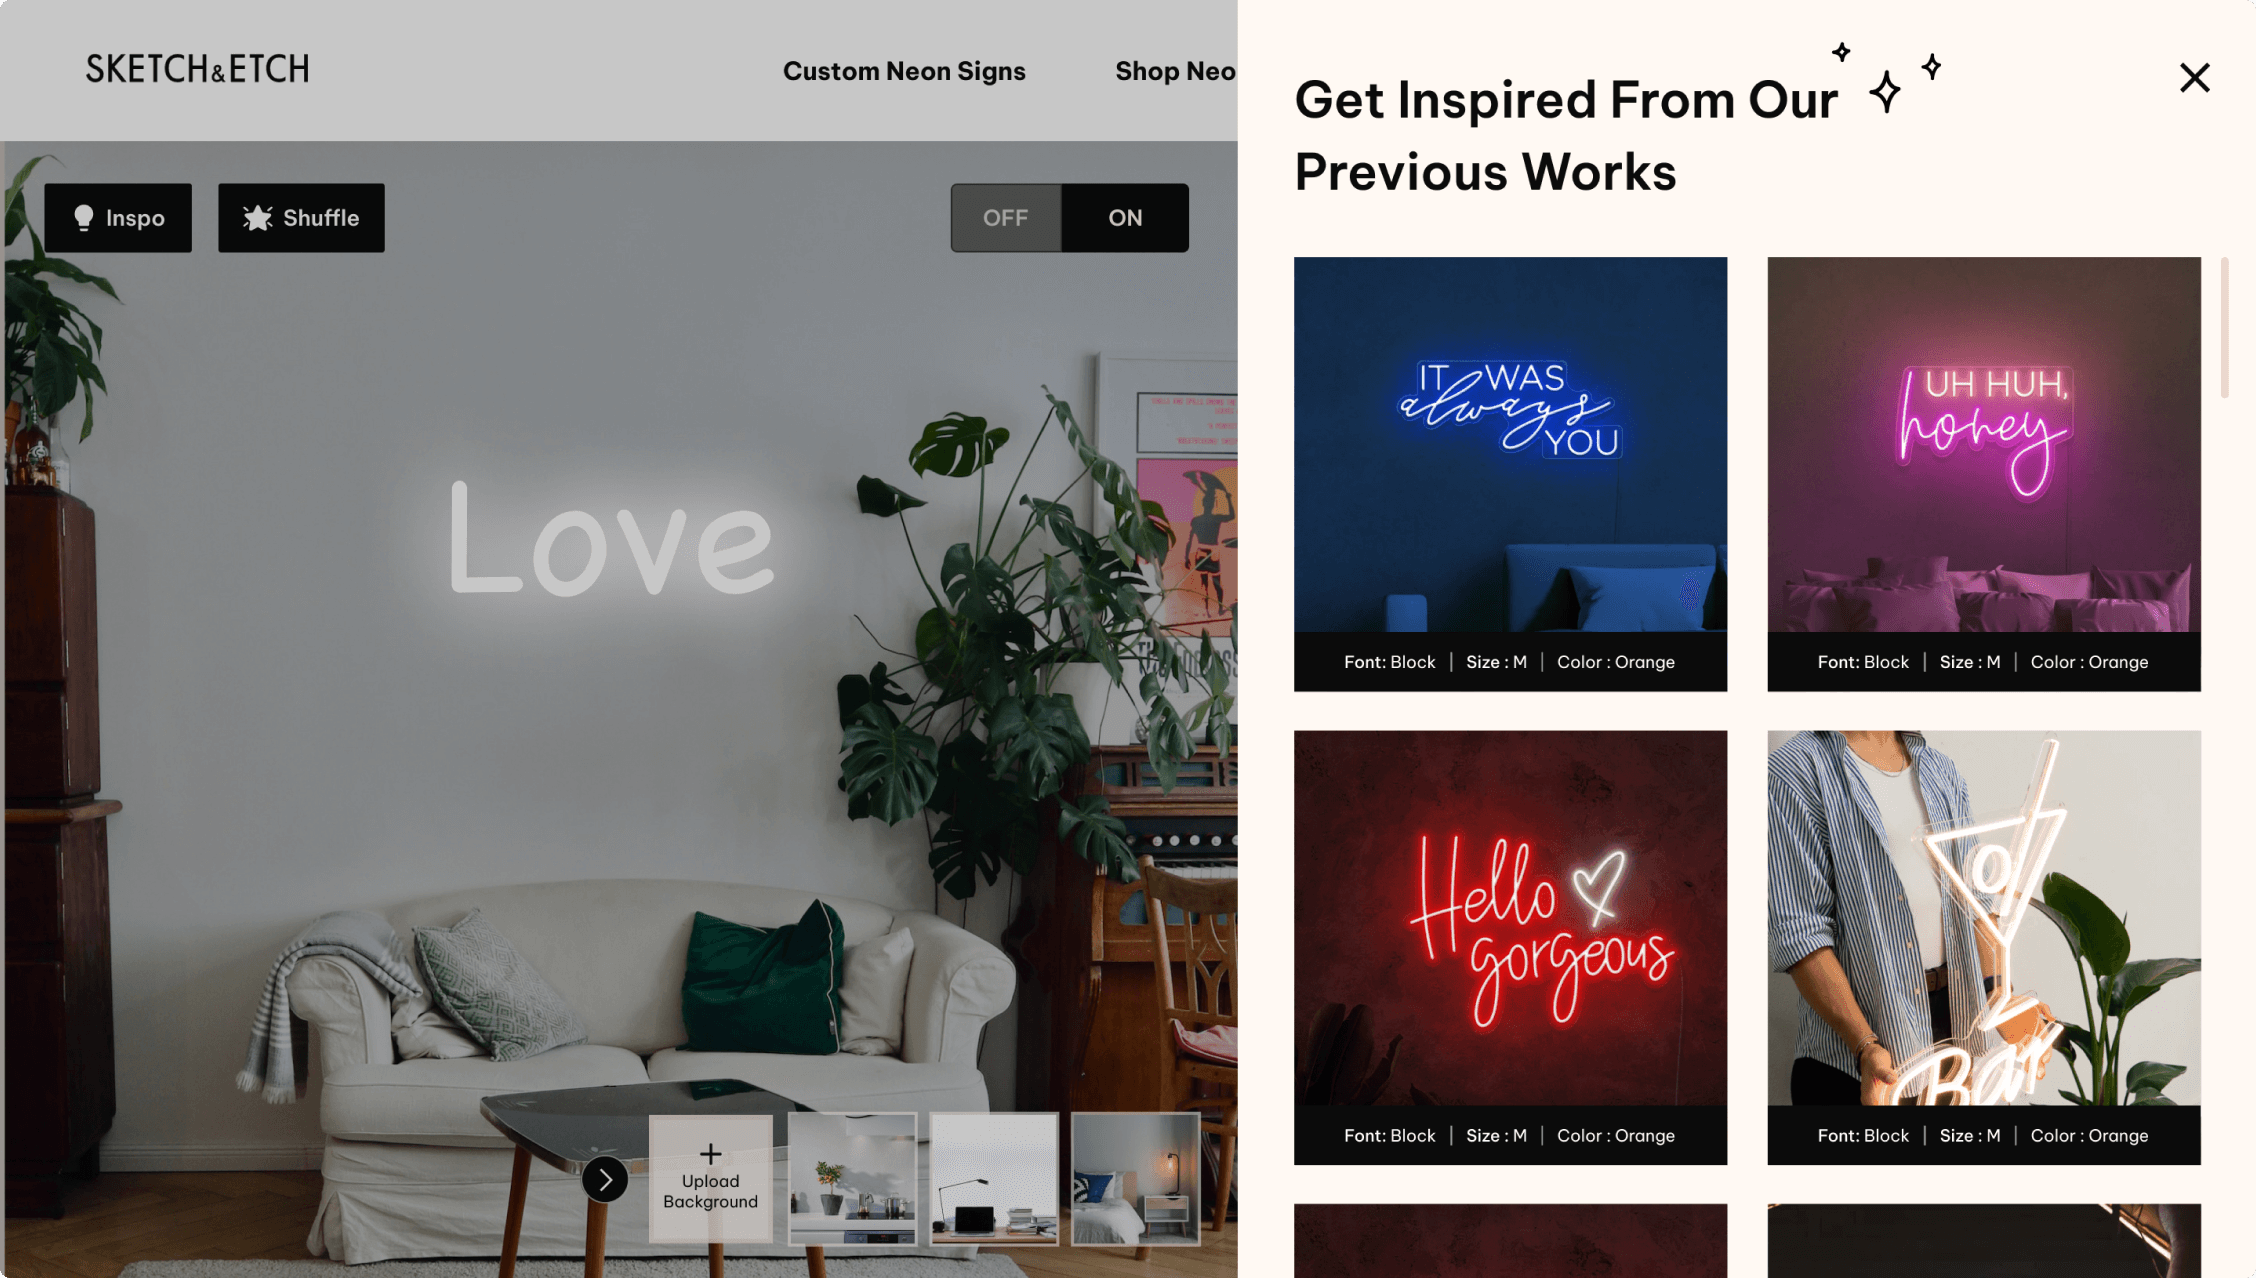 SKETCH&ETCH
Custom Neon Signs
Shop Neo
Inspo
Shuffle
OFF
ON
Love
Upload
Background
Get Inspired From Our
Previous Works
IT WAS
always
YOU
Font: Block | Size : M | Color : Orange
UH HUH,
honey
Font: Block | Size : M | Color : Orange
Hello
gorgeous
Font: Block | Size : M | Color : Orange
Bar
Font: Block | Size : M | Color : Orange